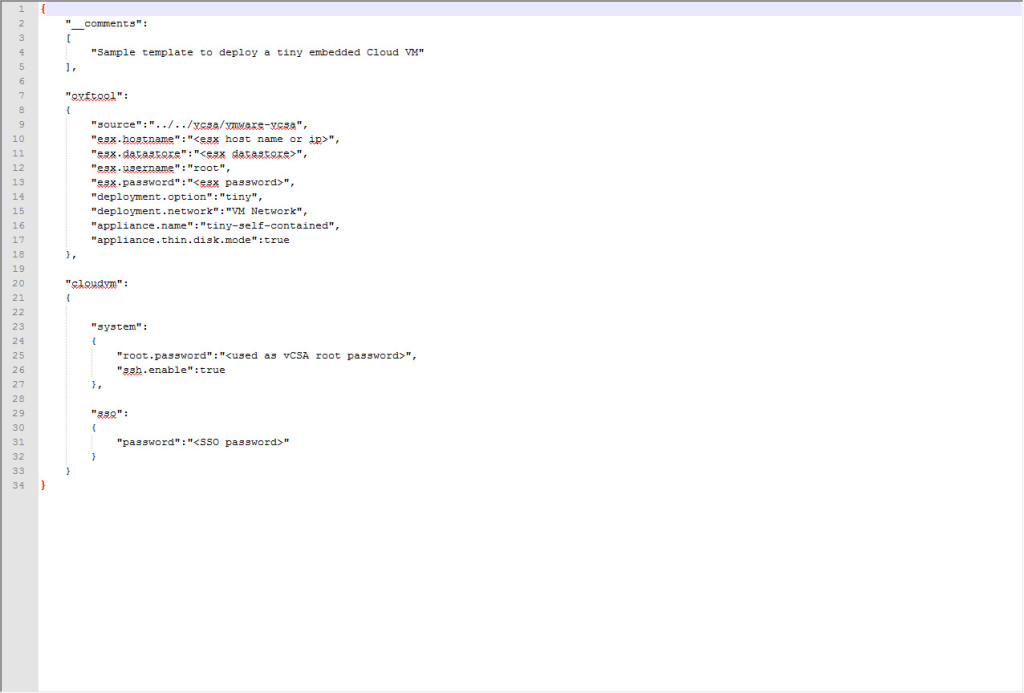 1 {
2     "__comments":
3     [
4         "Sample template to deploy a tiny embedded Cloud VM"
5     ],
6
7     "ovftool":
8     {
9         "source":"../../vcsa/vmware-vcsa",
10         "esx.hostname":"<esx host name or ip>",
11         "esx.datastore":"<esx datastore>",
12         "esx.username":"root",
13         "esx.password":"<esx password>",
14         "deployment.option":"tiny",
15         "deployment.network":"VM Network",
16         "appliance.name":"tiny-self-contained",
17         "appliance.thin.disk.mode":true
18     },
19
20     "cloudvm":
21     {
22
23         "system":
24         {
25             "root.password":"<used as vCSA root password>",
26             "ssh.enable":true
27         },
28
29         "sso":
30         {
31             "password":"<SSO password>"
32         }
33     }
34 }